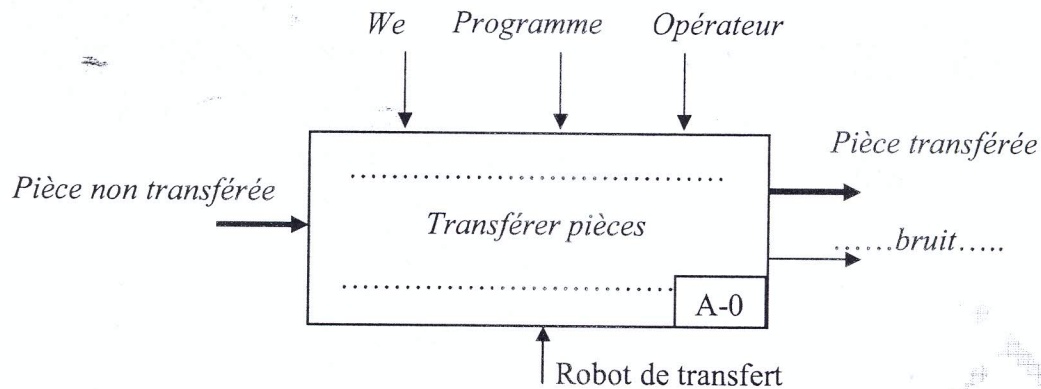 We Programme Opérateur
Pièce transférée
Pièce non transférée
..........................................
Transférer pièces
......bruit.....
..........................................
A-0
Robot de transfert